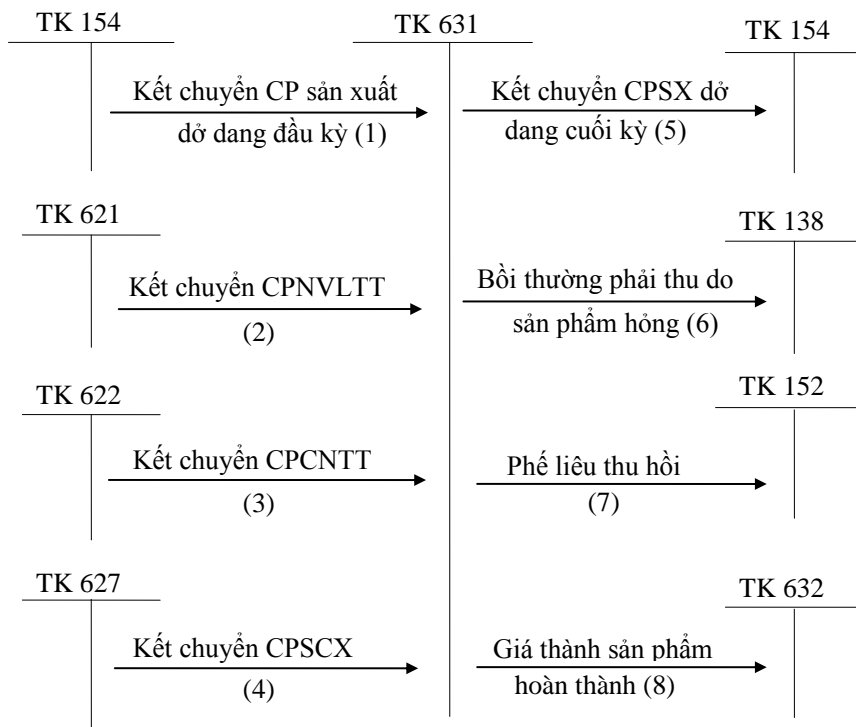 TK 154
TK 631
TK 154
Kết chuyển CP sản xuất
dở dang đầu kỳ (1)
Kết chuyển CPSX dở
dang cuối kỳ (5)
TK 621
TK 138
Kết chuyển CPNVLTT
(2)
Bồi thường phải thu do
sản phẩm hỏng (6)
TK 622
TK 152
Kết chuyển CPCNTT
(3)
Phế liêu thu hồi
(7)
TK 627
TK 632
Kết chuyển CPSCX
(4)
Giá thành sản phẩm
hoàn thành (8)